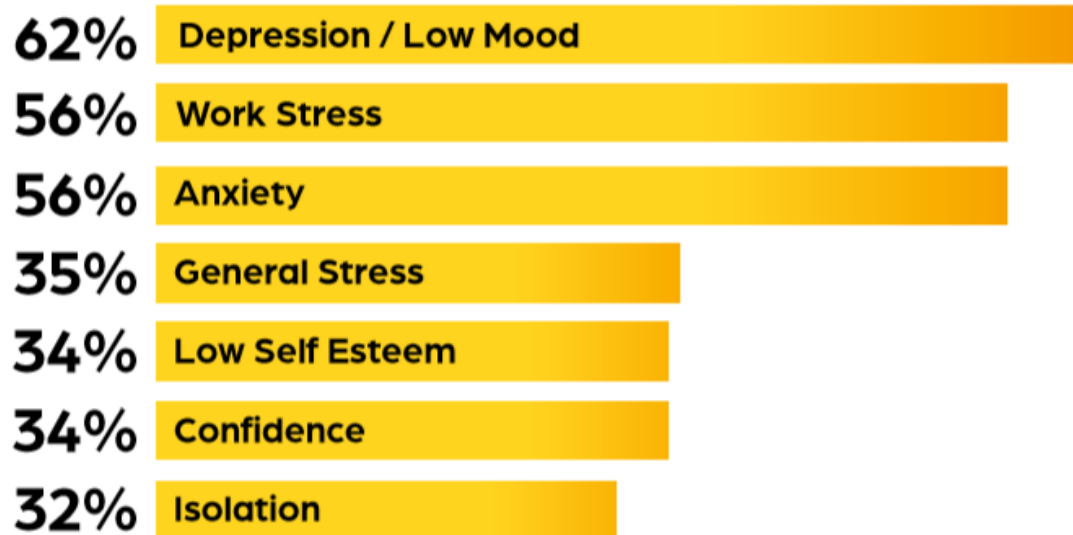 62% Depression / Low Mood
56% Work Stress
56% Anxiety
35% General Stress
34% Low Self Esteem
34% Confidence
32% Isolation